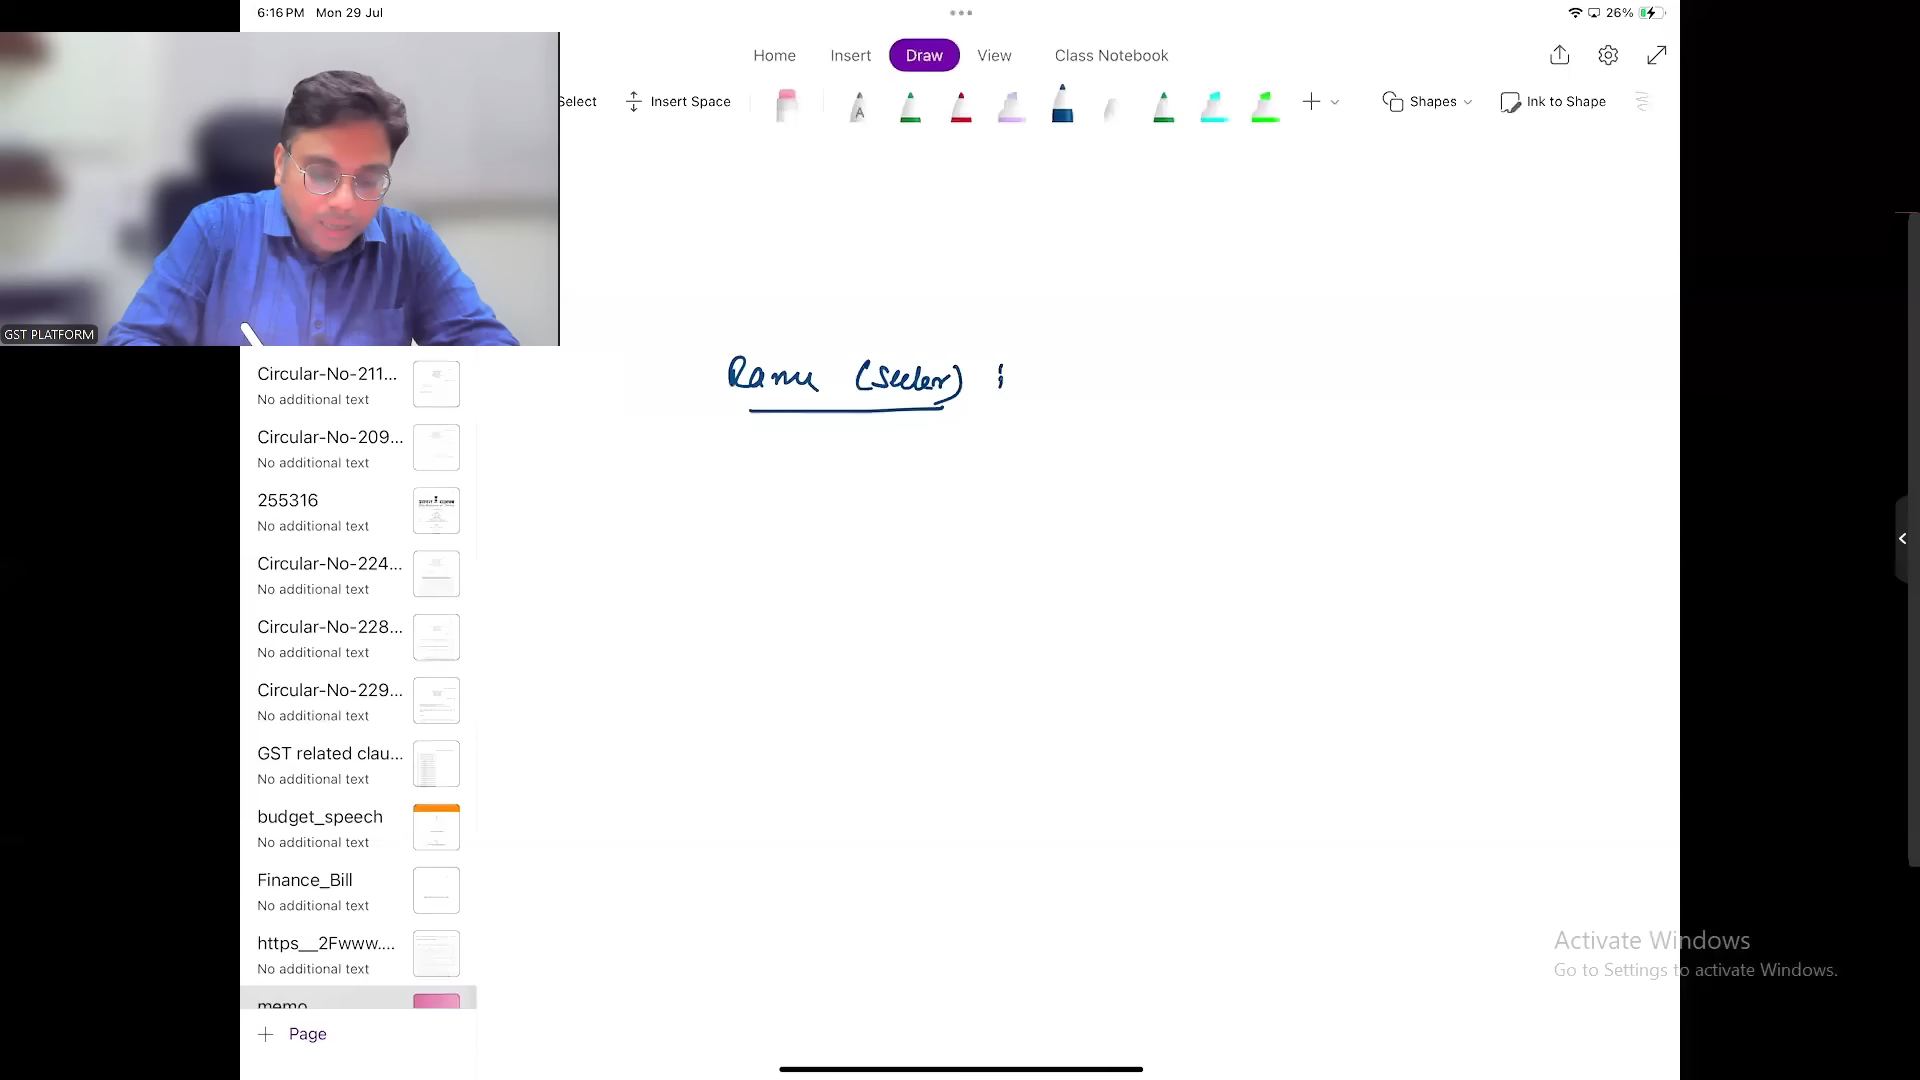 6:16 PM Mon 29 Jul
26%
Home Insert Draw View Class Notebook
Select Insert Space A Shapes Ink to Shape
GST PLATFORM
Ramu (Seller) :
Circular-No-211...
No additional text
Circular-No-209...
No additional text
255316
No additional text
Circular-No-224...
No additional text
Circular-No-228...
No additional text
Circular-No-229...
No additional text
GST related clau...
No additional text
budget_speech
No additional text
Finance_Bill
No additional text
https__2Fwww....
No additional text
memo
Page
Activate Windows
Go to Settings to activate Windows.